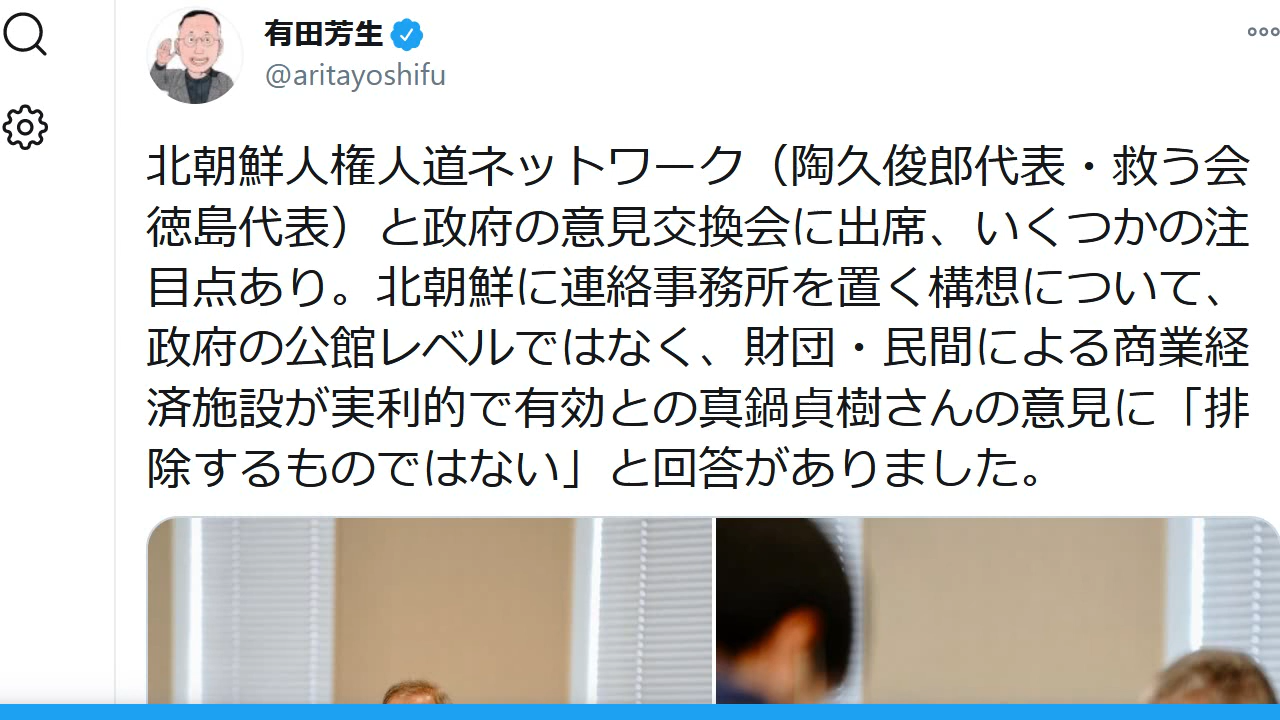 有田芳生
@aritayoshifu
北朝鮮人権人道ネットワーク（陶久俊郎代表・救う会
徳島代表）と政府の意見交換会に出席、いくつかの注
目点あり。北朝鮮に連絡事務所を置く構想について、
政府の公館レベルではなく、財団・民間による商業経
済施設が実利的で有効との真鍋貞樹さんの意見に「排
除するものではない」と回答がありました。